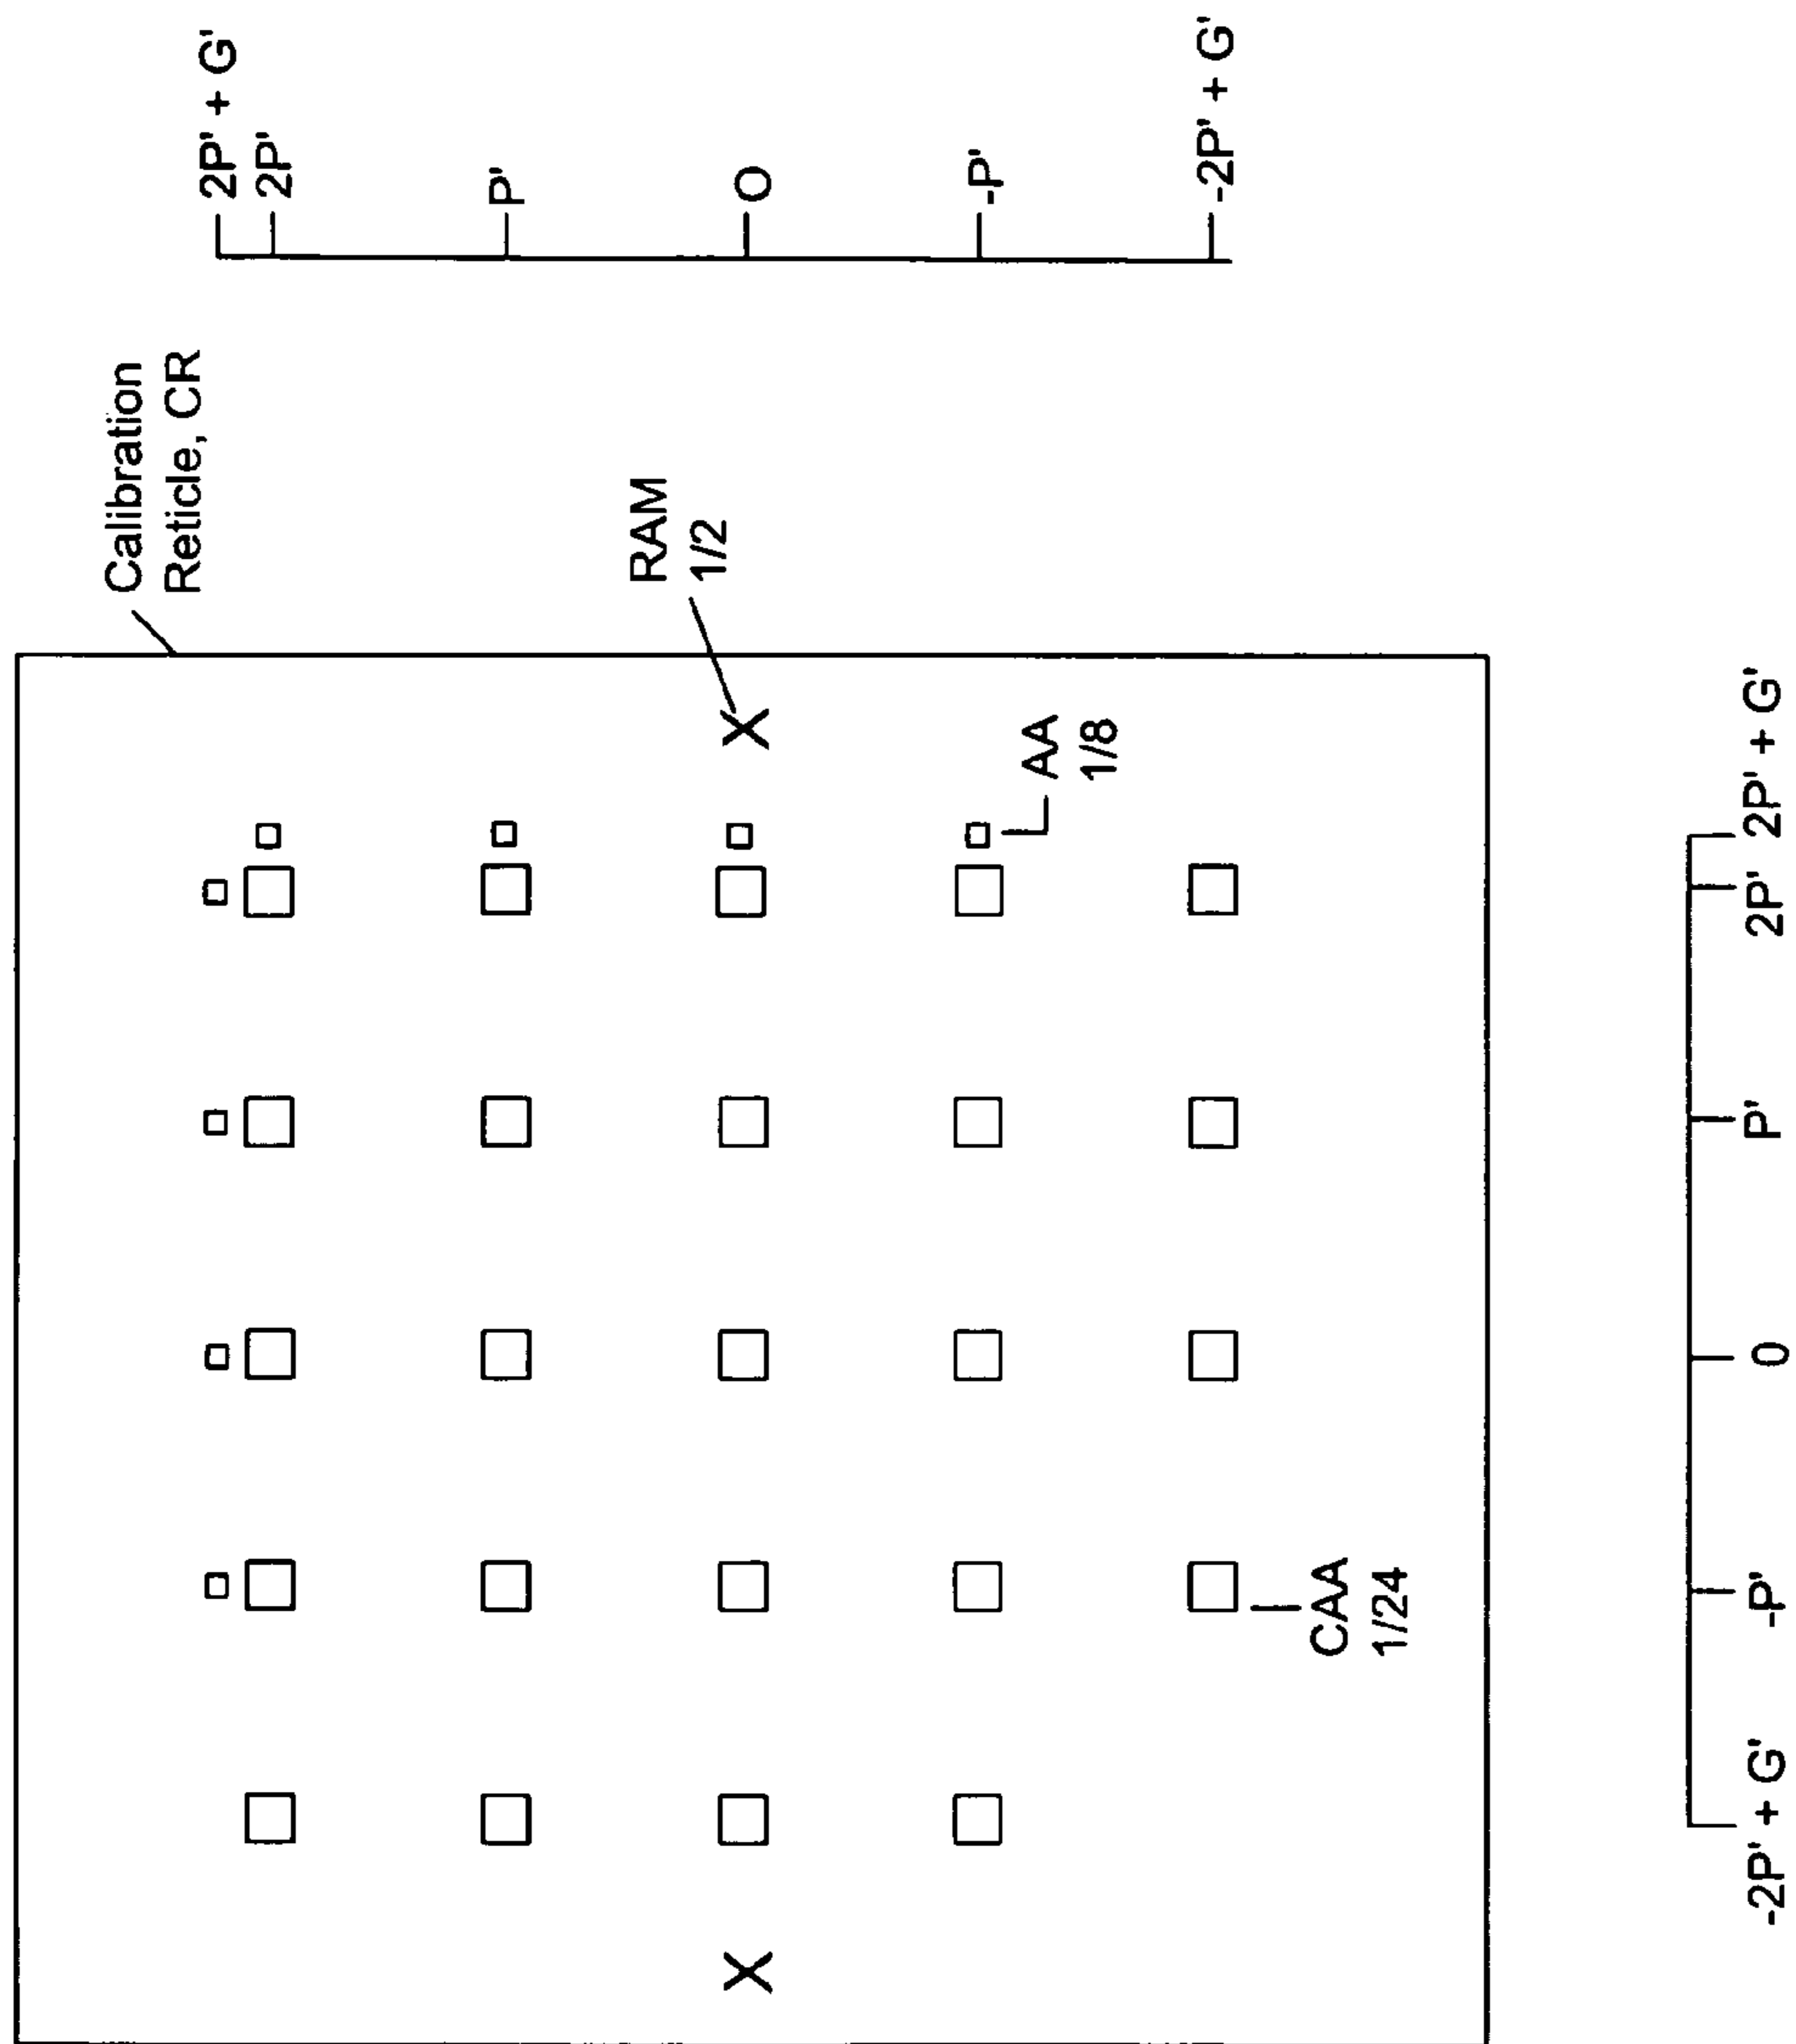 Calibration
Reticle, CR
2P' + G'
2P'
P'
O
-P'
-2P' + G'
RAM
1/2
X
X
AA
1/8
CAA
1/24
-2P' + G'
-P'
0
P'
2P'
2P' + G'